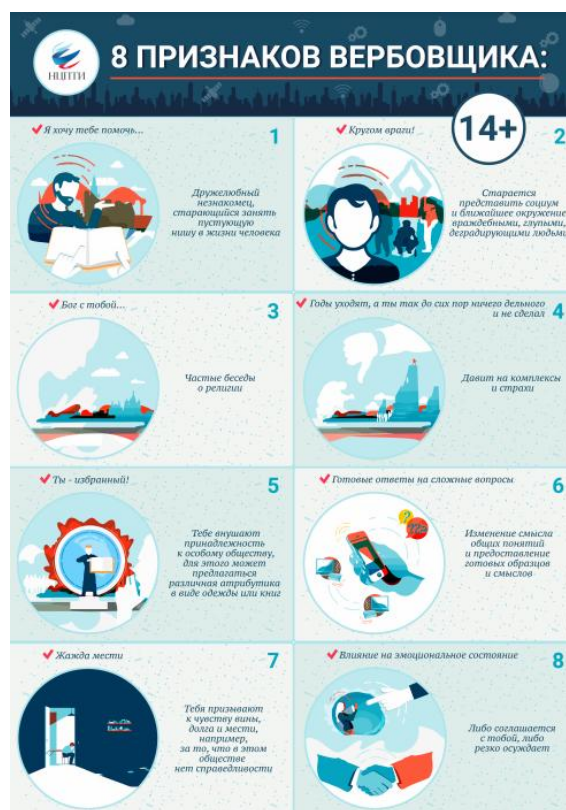 НЦПТИ
8 ПРИЗНАКОВ ВЕРБОВЩИКА:
14+
Я хочу тебе помочь...
1
Дружелюбный
незнакомец,
старающийся занять
пустующую
нишу в жизни человека
Кругом враги!
2
Старается
представить социум
и ближайшее окружение
враждебными, глупыми,
деградирующими людьми
Бог с тобой...
3
Частые беседы
о религии
Годы уходят, а ты так до сих пор ничего дельного
и не сделал
4
Давит на комплексы
и страхи
Ты - избранный!
5
Тебе внушают
принадлежность
к особому обществу,
для этого может
предлагаться
различная атрибутика
в виде одежды или книг
Готовые ответы на сложные вопросы
6
Изменение смысла
общих понятий
и предоставление
готовых образцов
и смыслов
Жажда мести
7
Тебя призывают
к чувству вины,
долга и мести,
например,
за то, что в этом
обществе
нет справедливости
Влияние на эмоциональное состояние
8
Либо соглашается
с тобой, либо
резко осуждает